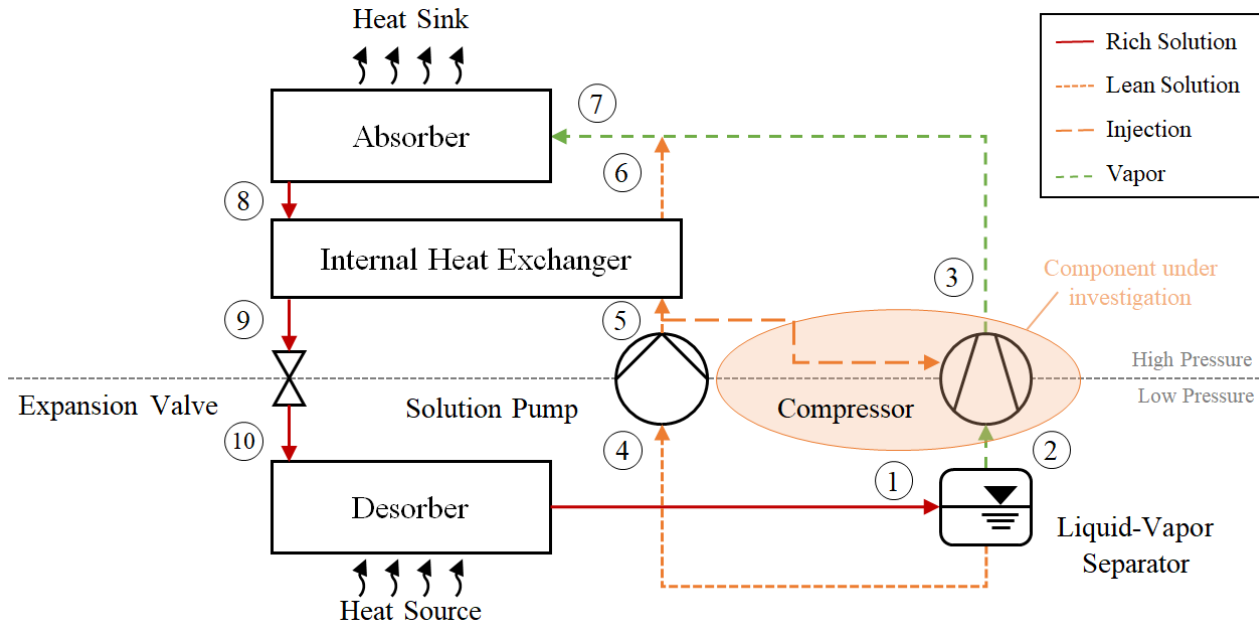 Heat Sink
Rich Solution
Lean Solution
Injection
Vapor
Absorber
7
6
8
Internal Heat Exchanger
3
Component under
investigation
9
5
High Pressure
Low Pressure
Expansion Valve
Solution Pump
Compressor
10
4
2
1
Desorber
Liquid-Vapor
Separator
Heat Source